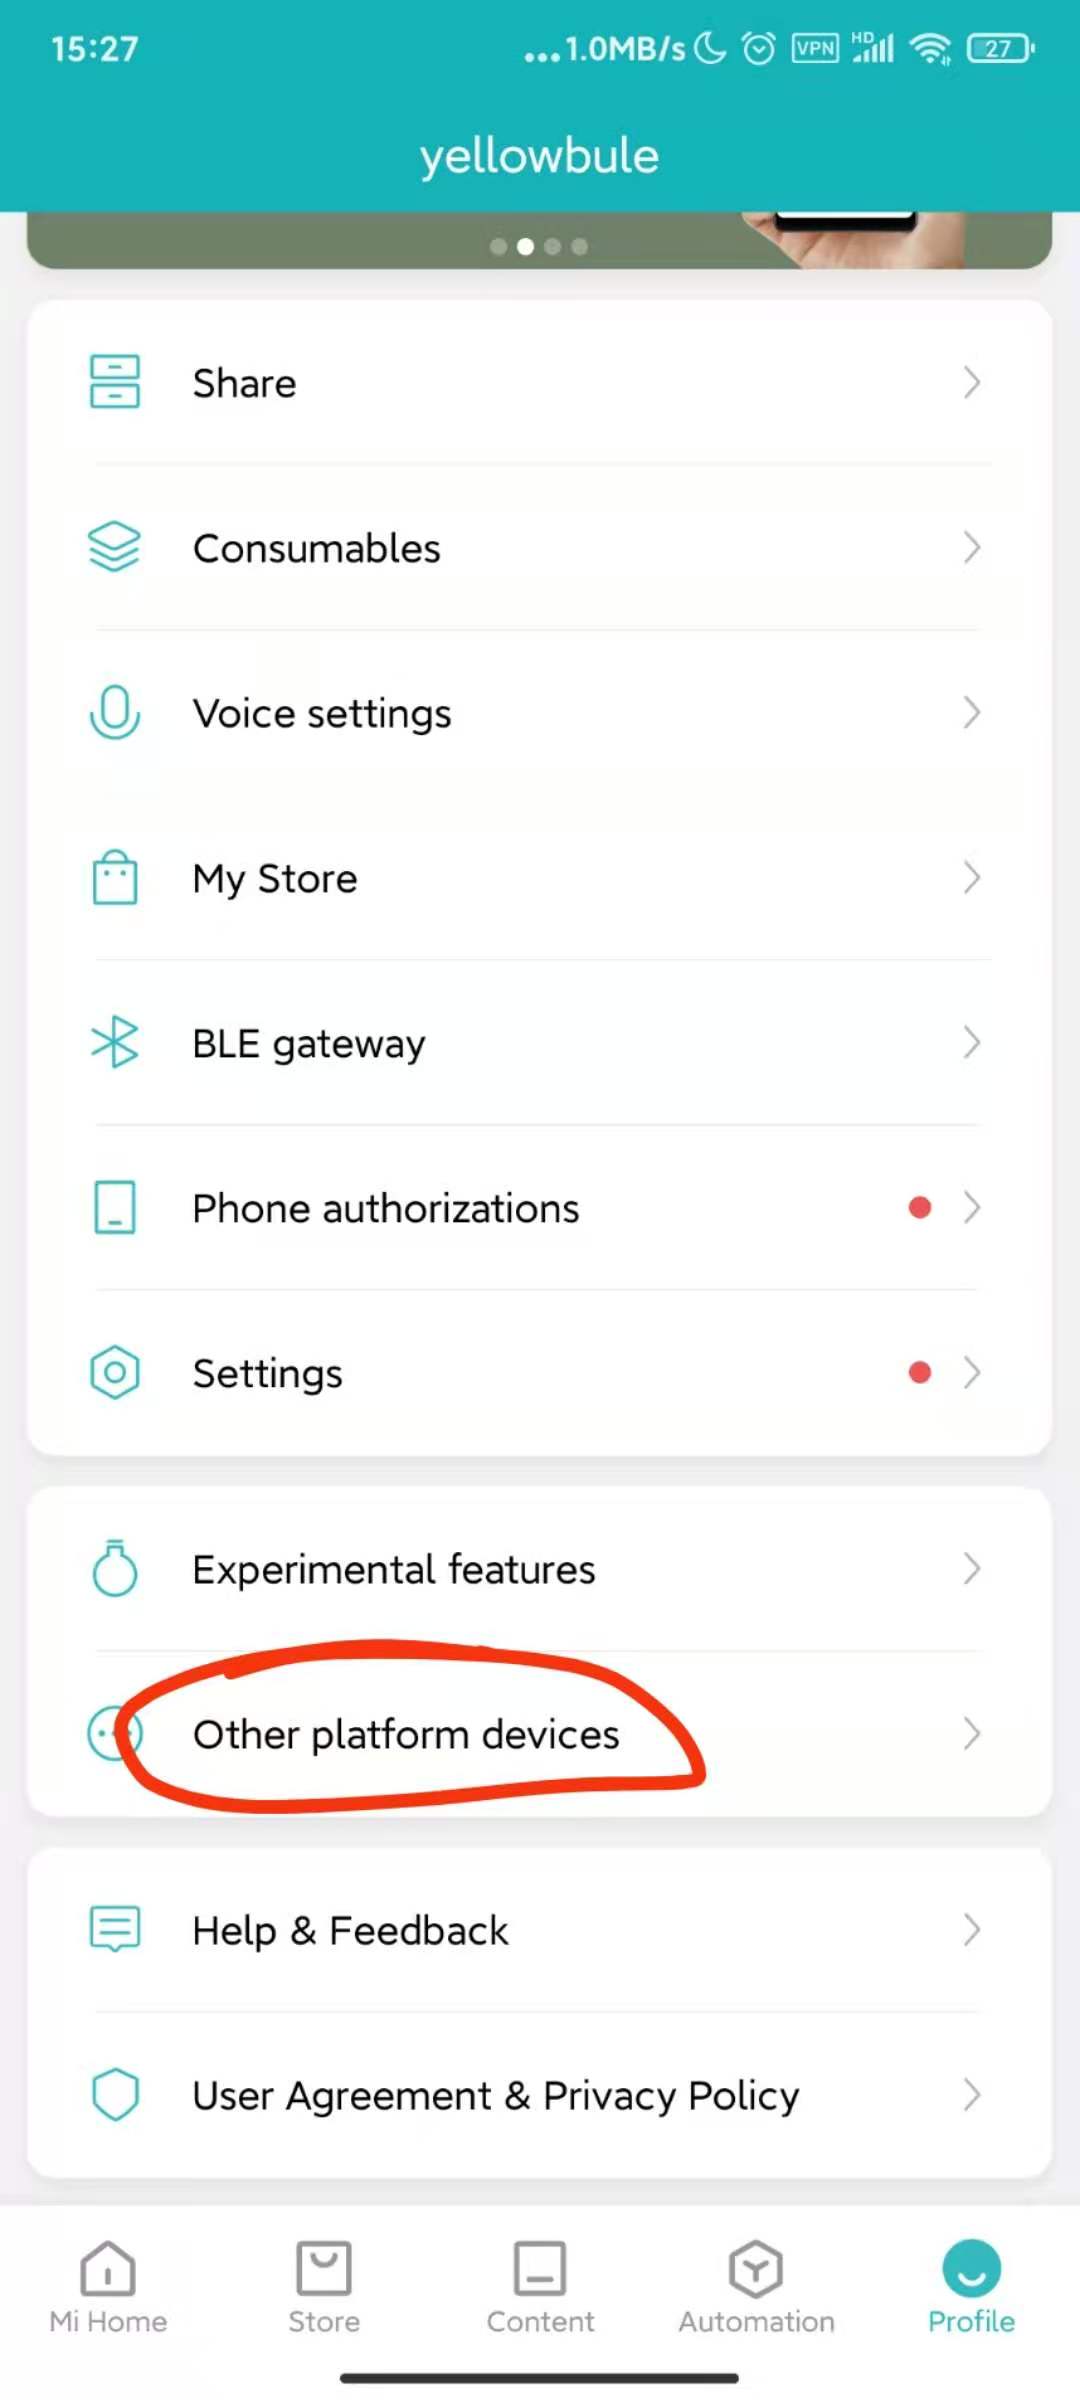 15:27
...1.0MB/s VPN HD 27
yellowbule
Share
Consumables
Voice settings
My Store
BLE gateway
Phone authorizations
Settings
Experimental features
Other platform devices
Help & Feedback
User Agreement & Privacy Policy
Mi Home Store Content Automation Profile